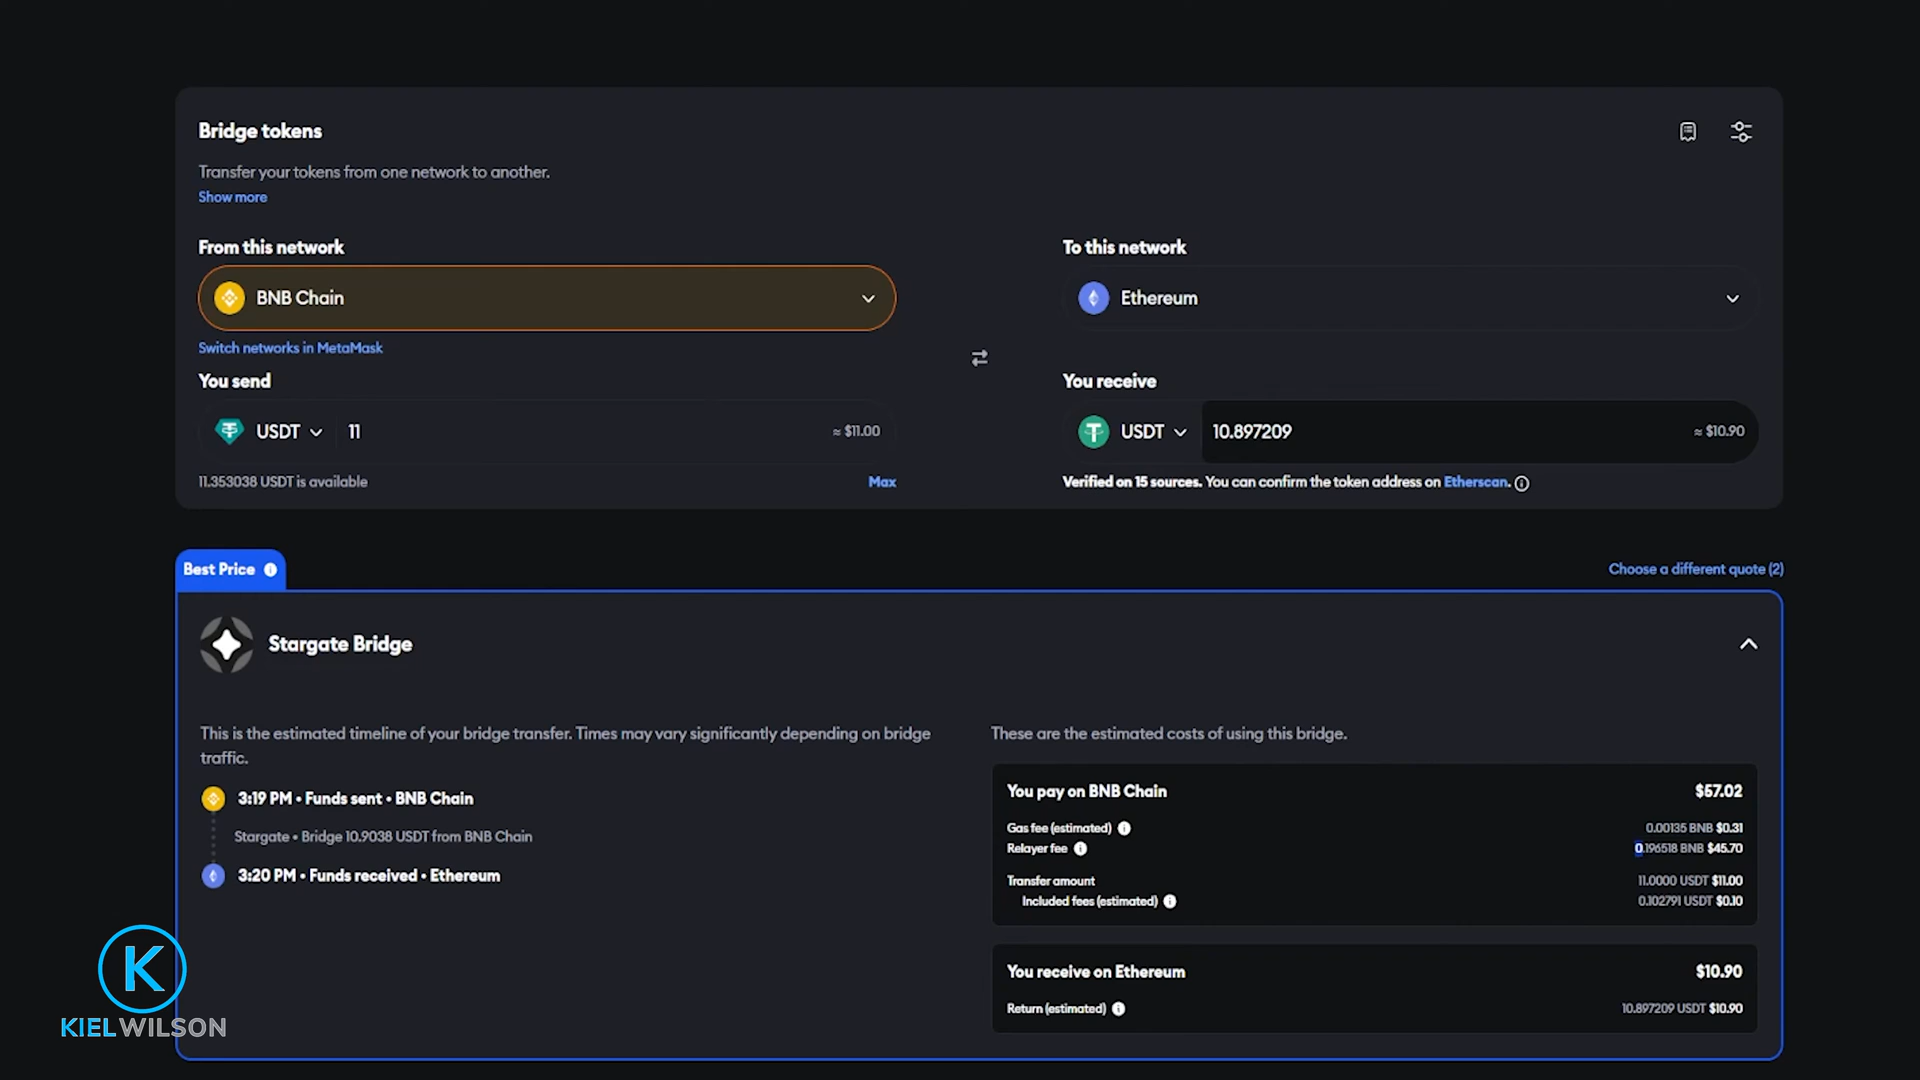 Bridge tokens
Transfer your tokens from one network to another.
Show more
From this network
To this network
BNB Chain
Ethereum
Switch networks in MetaMask
You send
You receive
USDT 11 ≈ $11.00
USDT 10.897209 ≈ $10.90
11.353038 USDT is available Max
Verified on 15 sources. You can confirm the token address on Etherscan.
Best Price
Choose a different quote (2)
Stargate Bridge
This is the estimated timeline of your bridge transfer. Times may vary significantly depending on bridge
traffic.
3:19 PM • Funds sent • BNB Chain
Stargate • Bridge 10.9038 USDT from BNB Chain
3:20 PM • Funds received • Ethereum
These are the estimated costs of using this bridge.
You pay on BNB Chain $57.02
Gas fee (estimated) 0.00135 BNB $0.31
Relayer fee 0.196518 BNB $45.70
Transfer amount 11.0000 USDT $11.00
Included fees (estimated) 0.102791 USDT $0.10
You receive on Ethereum $10.90
Return (estimated) 10.897209 USDT $10.90
K
KIELWILSON